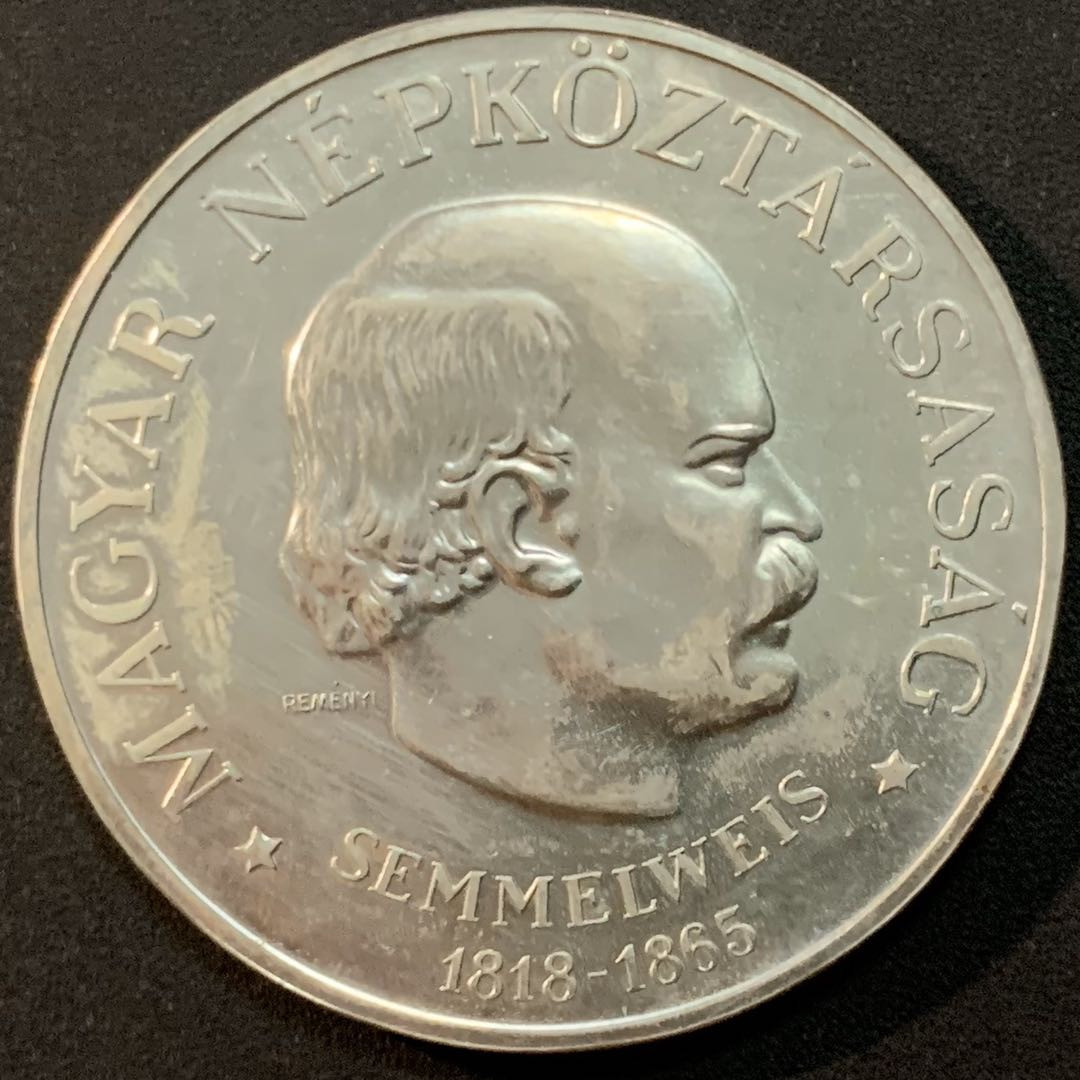 MAGYAR NÉPKÖZTÁRSASÁG
REMÉNYI
SEMMELWEIS
1818-1865